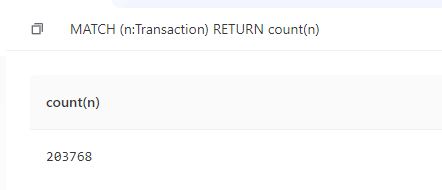 MATCH (n:Transaction) RETURN count(n)
count(n)
203768